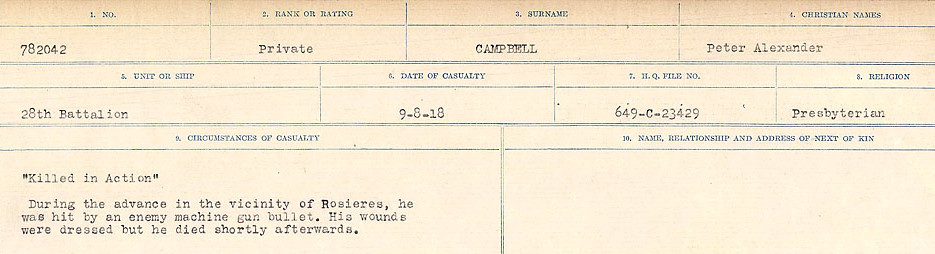 1. NO. 2. RANK OR RATING 3. SURNAME 4. CHRISTIAN NAMES
782042 Private CAMPBELL Peter Alexander
5. UNIT OR SHIP 6. DATE OF CASUALTY 7. H. Q. FILE NO. 8. RELIGION
28th Battalion 9-8-18 649-C-23429 Presbyterian
9. CIRCUMSTANCES OF CASUALTY 10. NAME, RELATIONSHIP AND ADDRESS OF NEXT OF KIN
"Killed in Action"
During the advance in the vicinity of Rosieres, he
was hit by an enemy machine gun bullet. His wounds
were dressed but he died shortly afterwards.